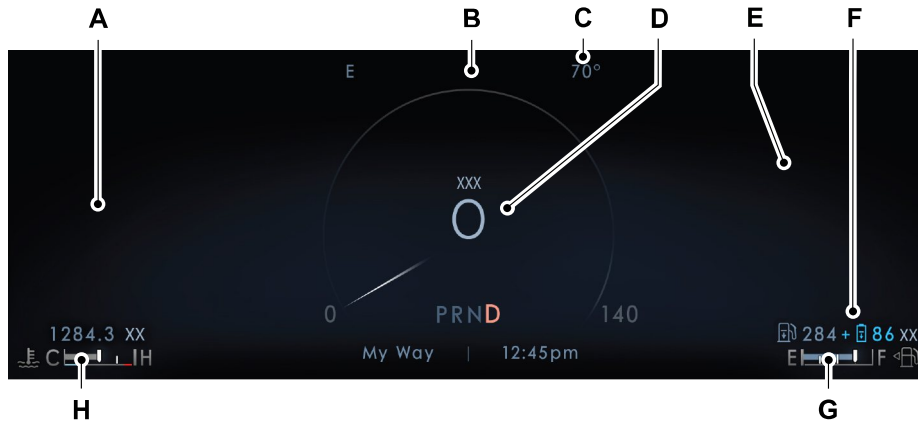 A B C D E F
E 70°
XXX
0
0 PRND 140
1284.3 XX 284 + 86 XX
C H E F
My Way | 12:45pm
H G